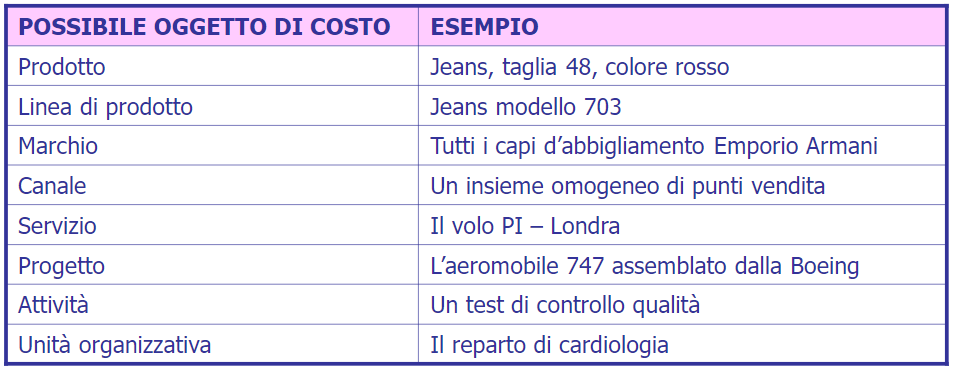 POSSIBILE OGGETTO DI COSTO ESEMPIO
Prodotto Jeans, taglia 48, colore rosso
Linea di prodotto Jeans modello 703
Marchio Tutti i capi d’abbigliamento Emporio Armani
Canale Un insieme omogeneo di punti vendita
Servizio Il volo PI – Londra
Progetto L’aeromobile 747 assemblato dalla Boeing
Attività Un test di controllo qualità
Unità organizzativa Il reparto di cardiologia